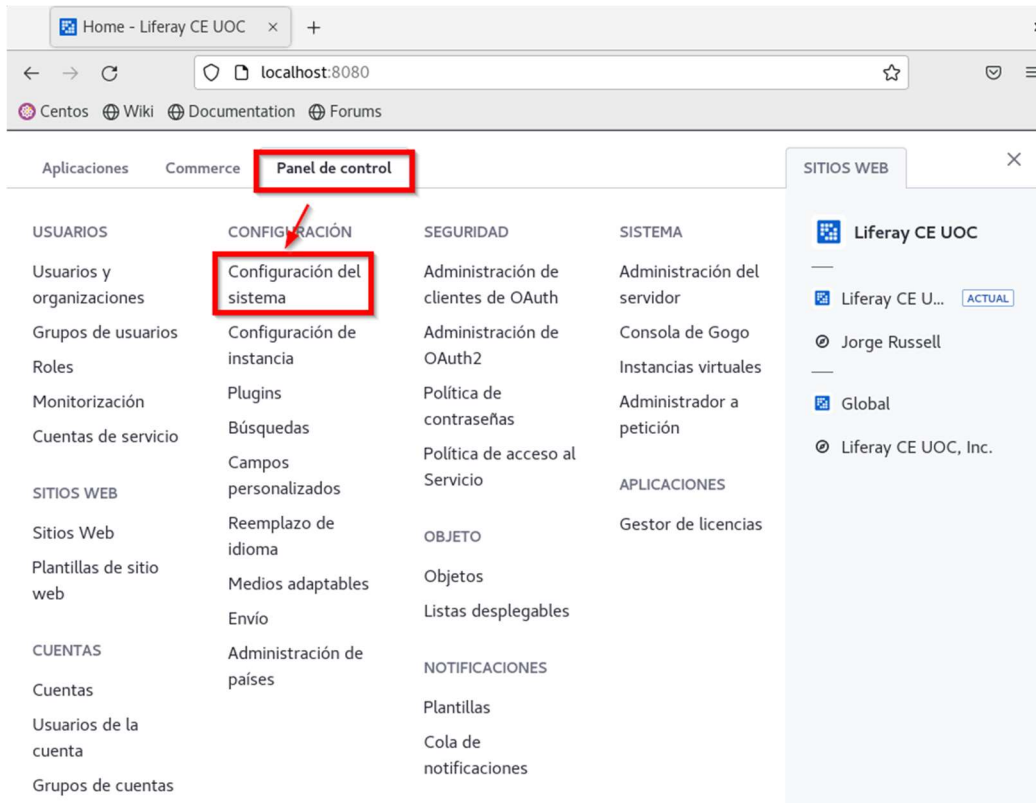 Home - Liferay CE UOC × +
localhost:8080
Centos Wiki Documentation Forums
Aplicaciones Commerce Panel de control
USUARIOS
Usuarios y
organizaciones
Grupos de usuarios
Roles
Monitorización
Cuentas de servicio
SITIOS WEB
Sitios Web
Plantillas de sitio
web
CUENTAS
Cuentas
Usuarios de la
cuenta
Grupos de cuentas
CONFIGURACIÓN
Configuración del
sistema
Configuración de
instancia
Plugins
Búsquedas
Campos
personalizados
Reemplazo de
idioma
Medios adaptables
Envío
Administración de
países
SEGURIDAD
Administración de
clientes de OAuth
Administración de
OAuth2
Política de
contraseñas
Política de acceso al
Servicio
OBJETO
Objetos
Listas desplegables
NOTIFICACIONES
Plantillas
Cola de
notificaciones
SISTEMA
Administración del
servidor
Consola de Gogo
Instancias virtuales
Administrador a
petición
APLICACIONES
Gestor de licencias
SITIOS WEB
Liferay CE UOC
Liferay CE U... ACTUAL
Jorge Russell
Global
Liferay CE UOC, Inc.